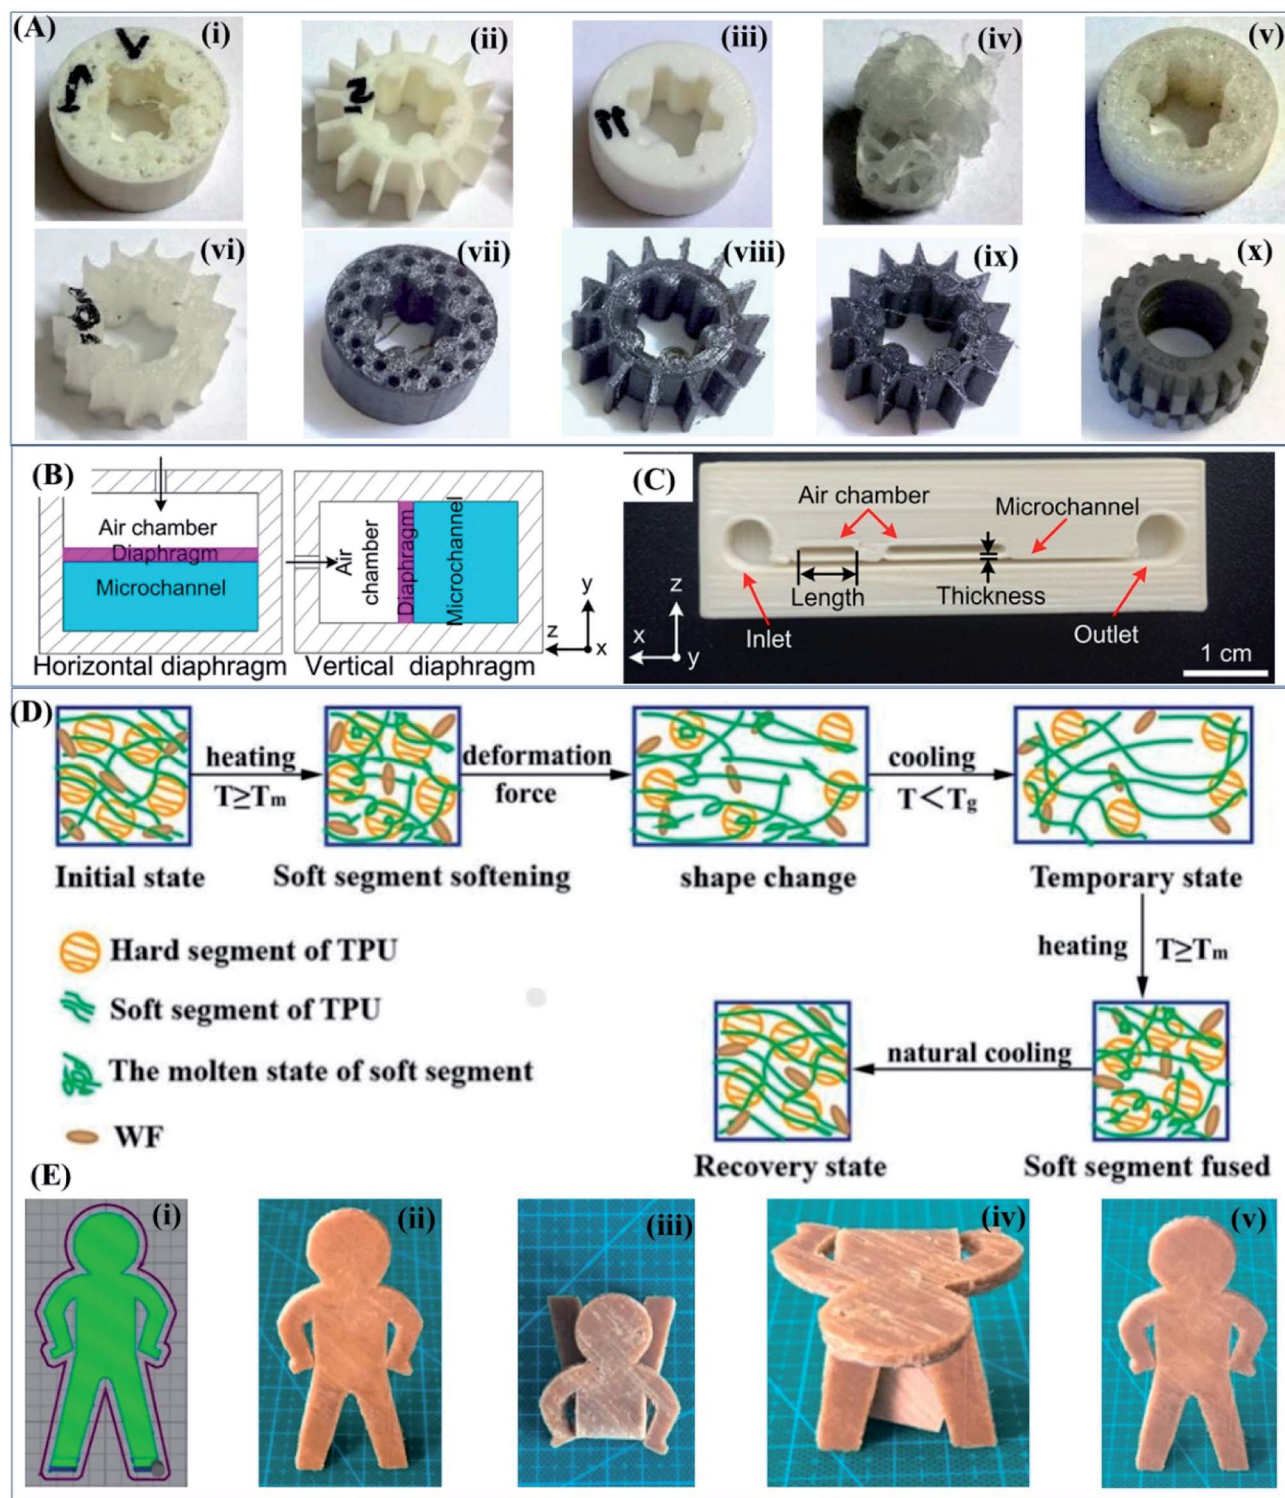 (A)
(i)
(ii)
(iii)
(iv)
(v)
(vi)
(vii)
(viii)
(ix)
(x)
(B)
Air chamber
Diaphragm
Microchannel
Horizontal diaphragm
Air
chamber
Diaphragm
Microchannel
Vertical diaphragm
y
z
x
(C)
Air chamber
Microchannel
Length
Thickness
Inlet
Outlet
z
x
y
1 cm
(D)
heating
T≥Tm
deformation
force
cooling
T<Tg
Initial state
Soft segment softening
shape change
Temporary state
heating T≥Tm
Hard segment of TPU
Soft segment of TPU
The molten state of soft segment
WF
natural cooling
Recovery state
Soft segment fused
(E)
(i)
(ii)
(iii)
(iv)
(v)